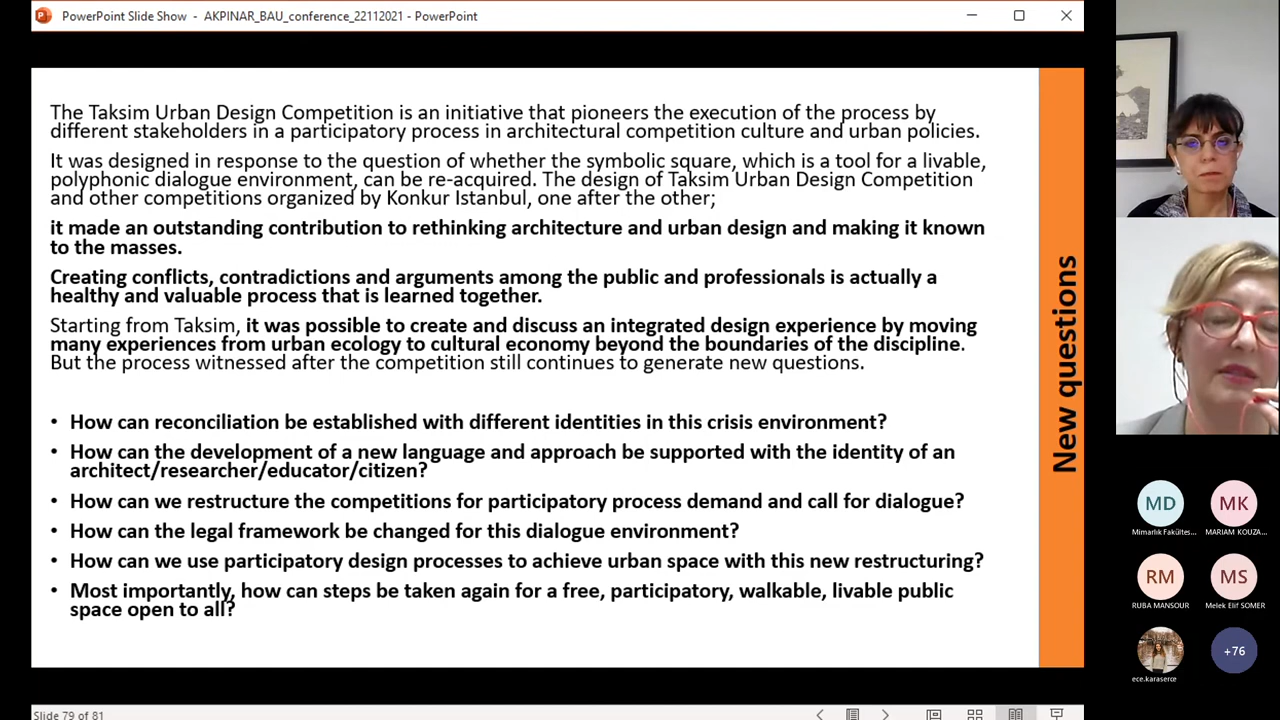 PowerPoint Slide Show - AKPINAR_BAU_conference_22112021 - PowerPoint
The Taksim Urban Design Competition is an initiative that pioneers the execution of the process by
different stakeholders in a participatory process in architectural competition culture and urban policies.
It was designed in response to the question of whether the symbolic square, which is a tool for a livable,
polyphonic dialogue environment, can be re-acquired. The design of Taksim Urban Design Competition
and other competitions organized by Konkur Istanbul, one after the other;
it made an outstanding contribution to rethinking architecture and urban design and making it known
to the masses.
Creating conflicts, contradictions and arguments among the public and professionals is actually a
healthy and valuable process that is learned together.
Starting from Taksim, it was possible to create and discuss an integrated design experience by moving
many experiences from urban ecology to cultural economy beyond the boundaries of the discipline.
But the process witnessed after the competition still continues to generate new questions.
• How can reconciliation be established with different identities in this crisis environment?
• How can the development of a new language and approach be supported with the identity of an
architect/researcher/educator/citizen?
• How can we restructure the competitions for participatory process demand and call for dialogue?
• How can the legal framework be changed for this dialogue environment?
• How can we use participatory design processes to achieve urban space with this new restructuring?
• Most importantly, how can steps be taken again for a free, participatory, walkable, livable public
space open to all?
New questions
MD
MK
Mimarlık Fakültes...
MARIAM KOUZA...
RM
MS
RUBA MANSOUR
Melek Elif SOMER
+76
ece.karaserce
Slide 79 of 81